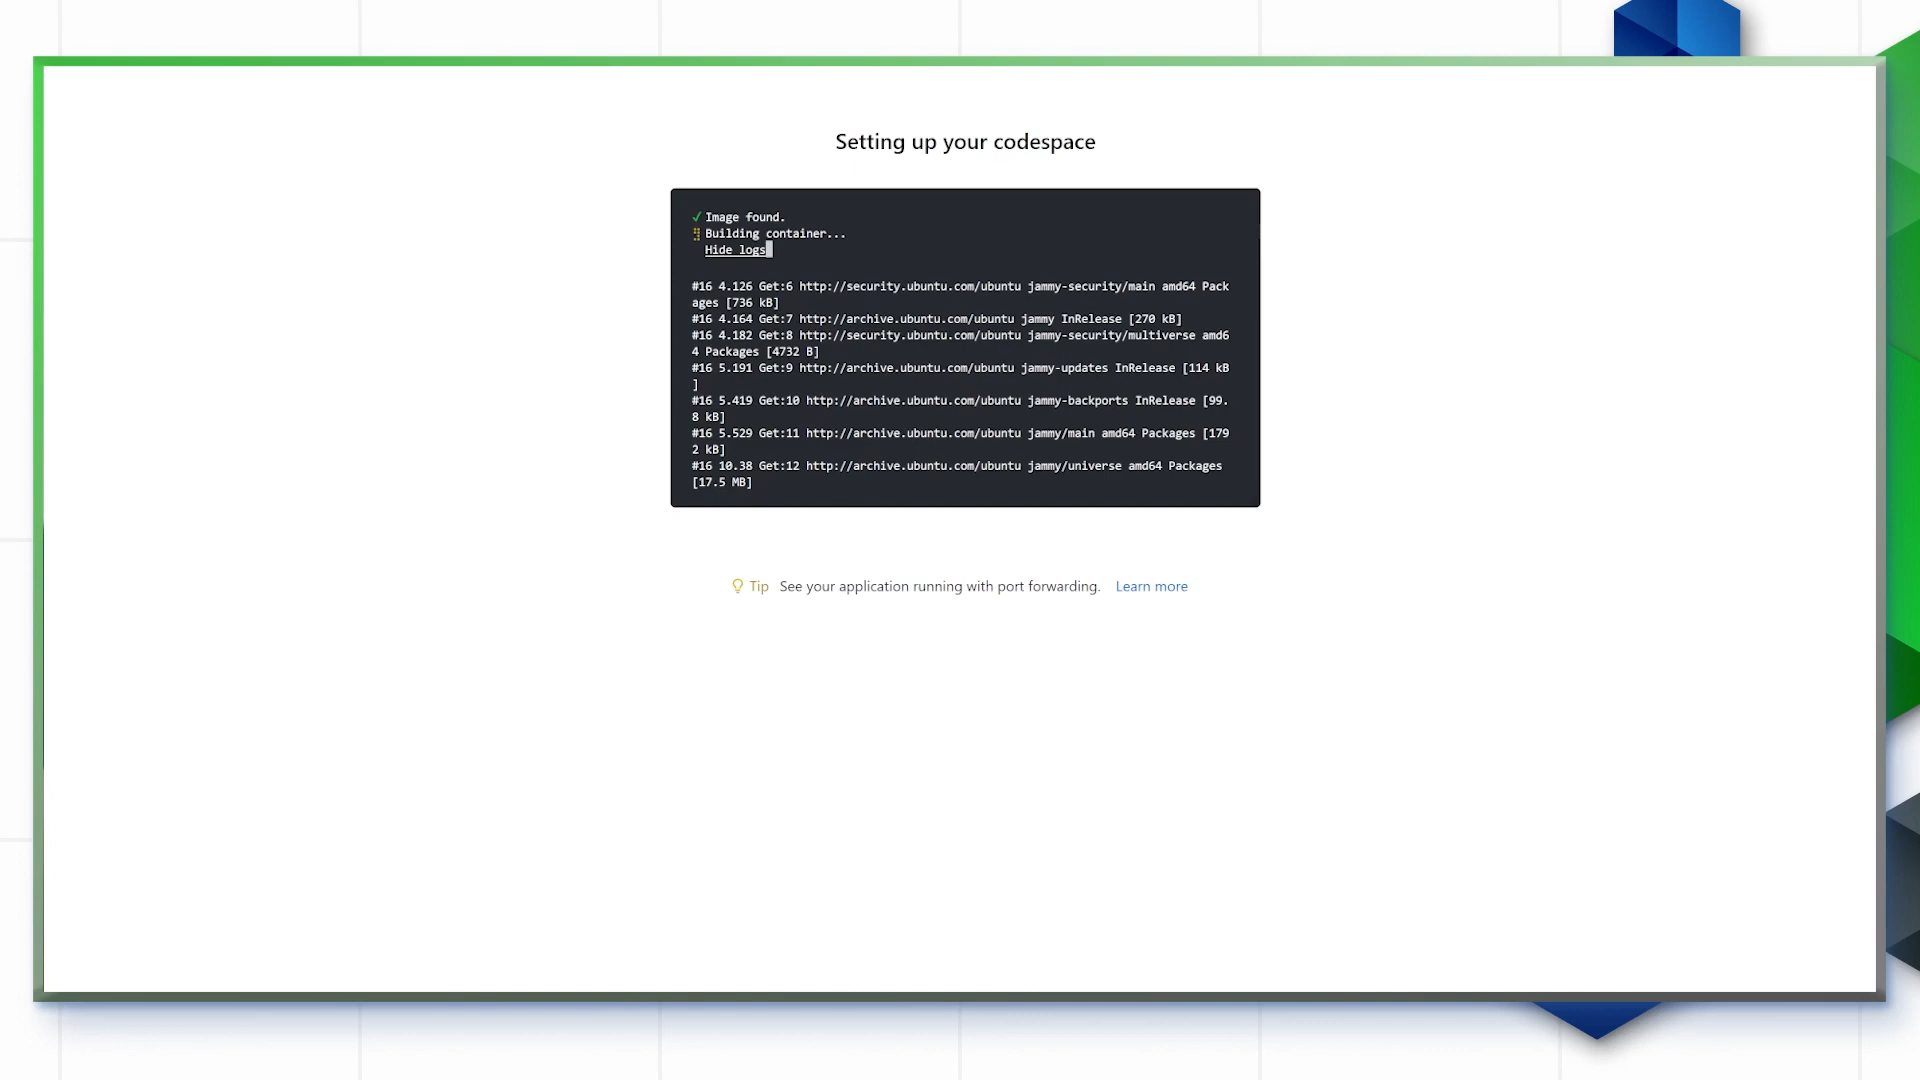 Setting up your codespace
✓ Image found.
Building container...
Hide logs
#16 4.126 Get:6 http://security.ubuntu.com/ubuntu jammy-security/main amd64 Pack
ages [736 kB]
#16 4.164 Get:7 http://archive.ubuntu.com/ubuntu jammy InRelease [270 kB]
#16 4.182 Get:8 http://security.ubuntu.com/ubuntu jammy-security/multiverse amd6
4 Packages [4732 B]
#16 5.191 Get:9 http://archive.ubuntu.com/ubuntu jammy-updates InRelease [114 kB
]
#16 5.419 Get:10 http://archive.ubuntu.com/ubuntu jammy-backports InRelease [99.
8 kB]
#16 5.529 Get:11 http://archive.ubuntu.com/ubuntu jammy/main amd64 Packages [179
2 kB]
#16 10.38 Get:12 http://archive.ubuntu.com/ubuntu jammy/universe amd64 Packages
[17.5 MB]
Tip See your application running with port forwarding. Learn more